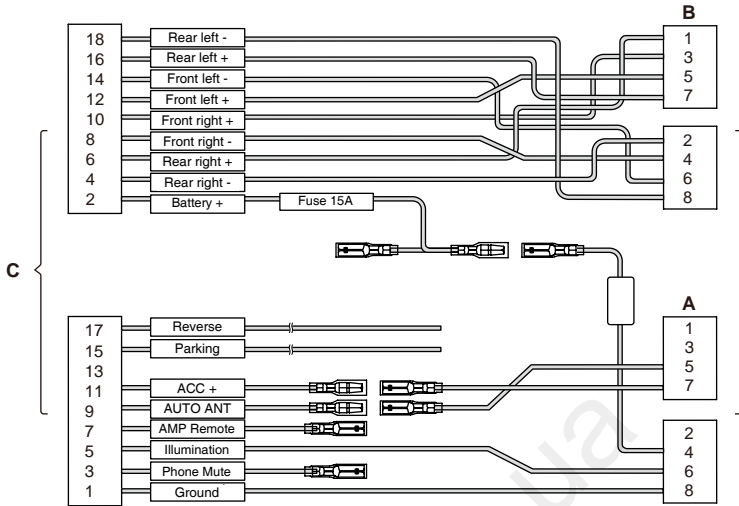 B
18 Rear left - 1
16 Rear left + 3
14 Front left - 5
12 Front left + 7
10 Front right +
8 Front right - 2
6 Rear right + 4
4 Rear right - 6
2 Battery + Fuse 15A 8
C
A
17 Reverse 1
15 Parking 3
13 5
11 ACC + 7
9 AUTO ANT
7 AMP Remote 2
5 Illumination 4
3 Phone Mute 6
1 Ground 8
ua